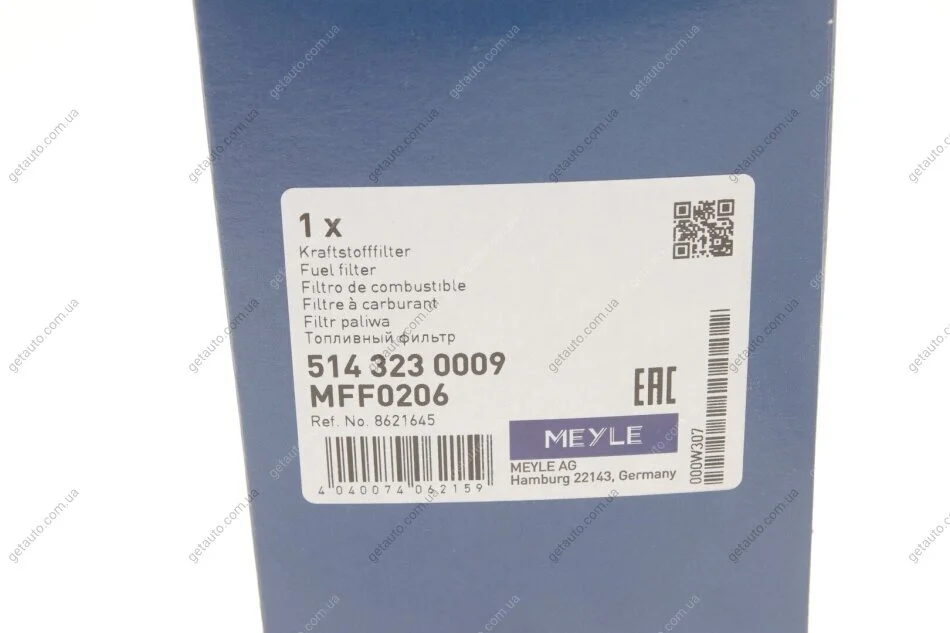 1 x
Kraftstofffilter
Fuel filter
Filtro de combustible
Filtre à carburant
Filtr paliwa
Топливный фильтр
514 323 0009
MFF0206
Ref. No. 8621645
4 040074 062159
EAC
MEYLE
MEYLE AG
Hamburg 22143, Germany
000W307
getauto.com.ua